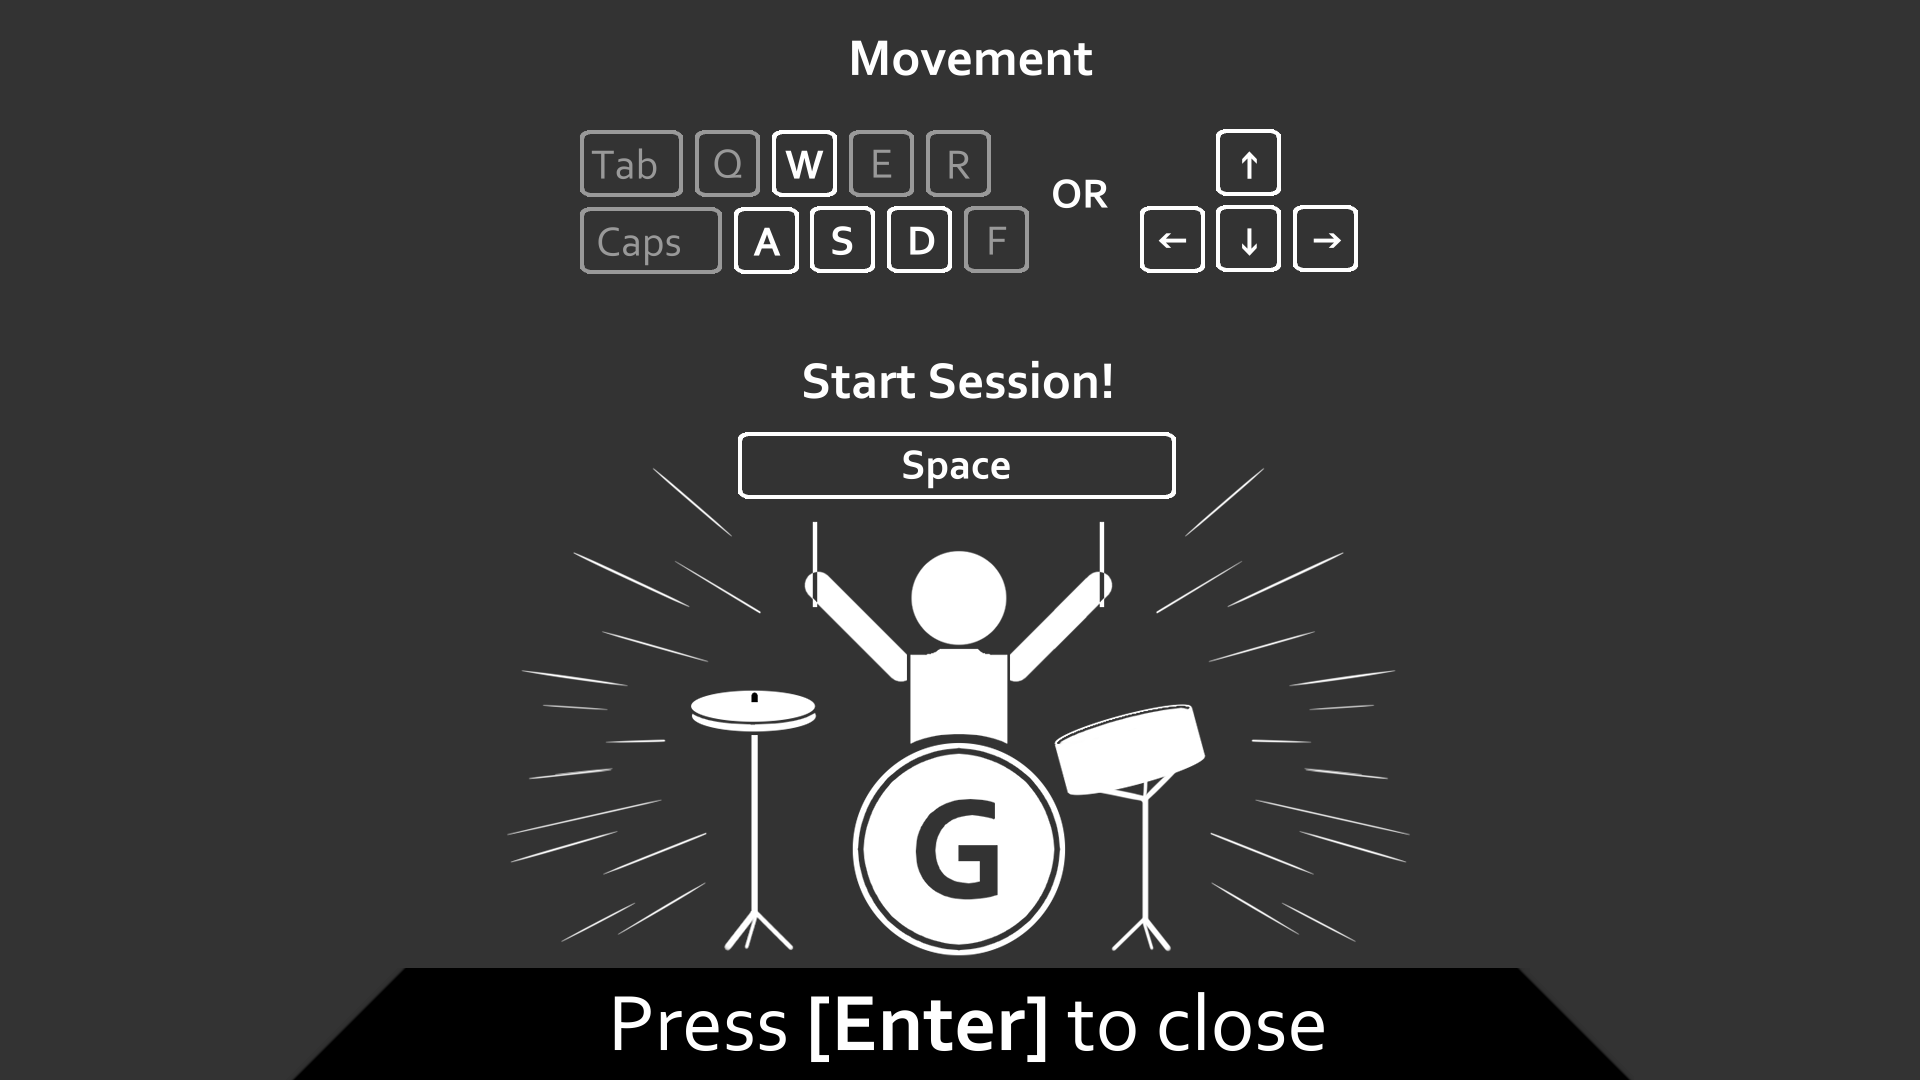 Movement
Tab Q W E R ↑
OR
Caps A S D F ← ↓ →
Start Session!
Space
G
Press [Enter] to close